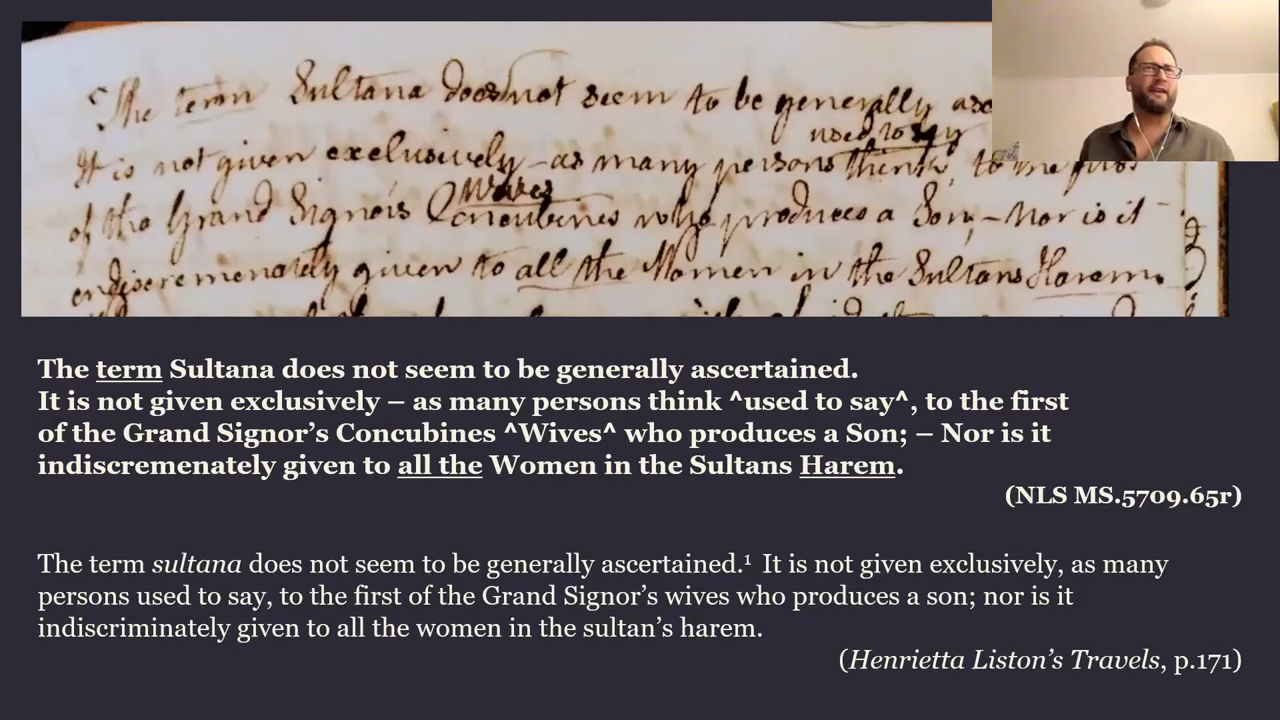 The term Sultana does not seem to be generally asc
used to say
It is not given exclusively – as many persons think, to the firs
Wives
of the Grand Signors Concubines who produces a Son; – Nor is it
indiscremenately given to all the Women in the Sultans Harem.
The term Sultana does not seem to be generally ascertained.
It is not given exclusively – as many persons think ^used to say^, to the first
of the Grand Signor’s Concubines ^Wives^ who produces a Son; – Nor is it
indiscremenately given to all the Women in the Sultans Harem.
(NLS MS.5709.65r)
The term sultana does not seem to be generally ascertained.¹ It is not given exclusively, as many
persons used to say, to the first of the Grand Signor’s wives who produces a son; nor is it
indiscriminately given to all the women in the sultan’s harem.
(Henrietta Liston’s Travels, p.171)